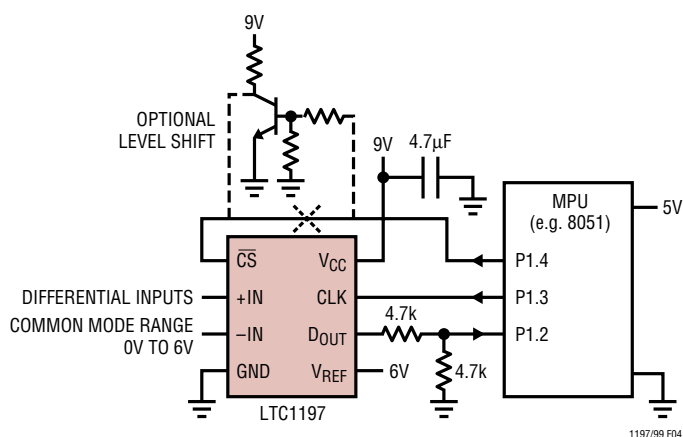 9V
OPTIONAL
LEVEL SHIFT
9V
4.7µF
MPU
(e.g. 8051)
5V
C̅S̅
VCC
P1.4
DIFFERENTIAL INPUTS
+IN
CLK
P1.3
COMMON MODE RANGE
0V TO 6V
–IN
DOUT
4.7k
P1.2
GND
VREF
6V
4.7k
LTC1197
1197/99 F04